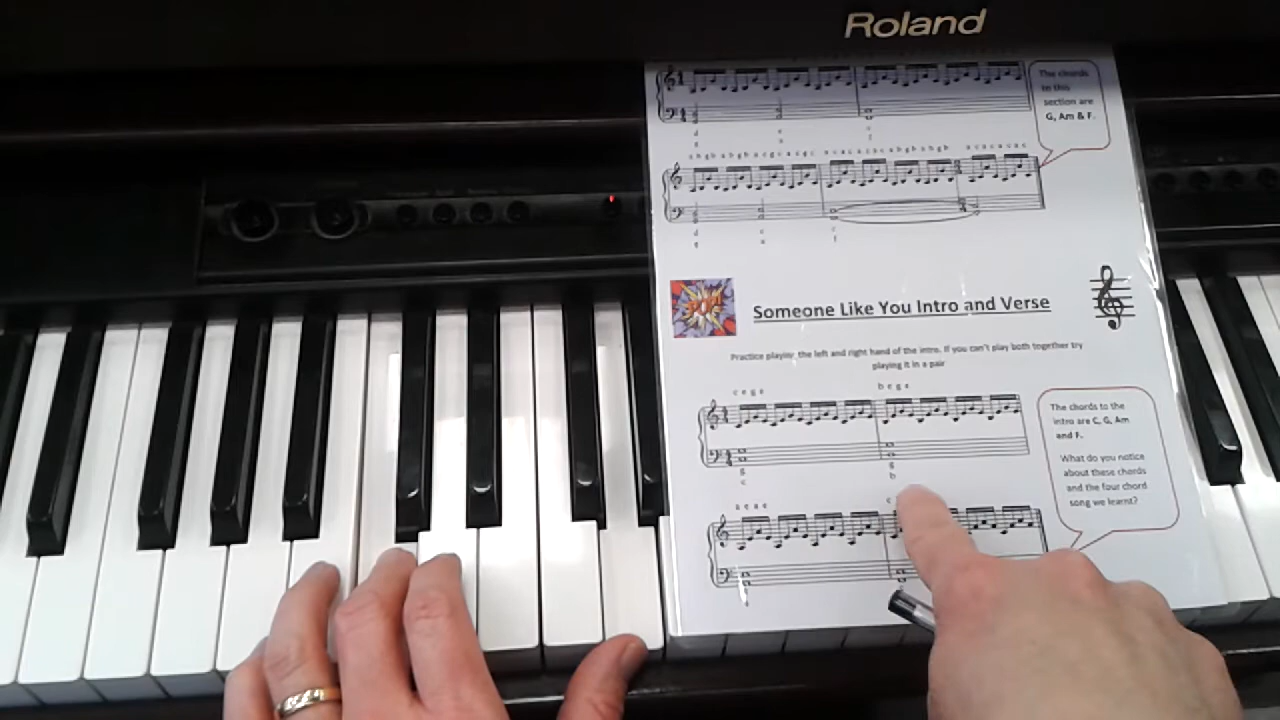 Roland
The chords
to this
section are
G, Am & F.
POP
Someone Like You Intro and Verse
Practice playing the left and right hand of the intro. If you can't play both together try
playing it in a pair
c e g e
b e g e
The chords to the
intro are C, G, Am
and F.
What do you notice
about these chords
and the four chord
song we learnt?
g
c
g
b
a e a e
c